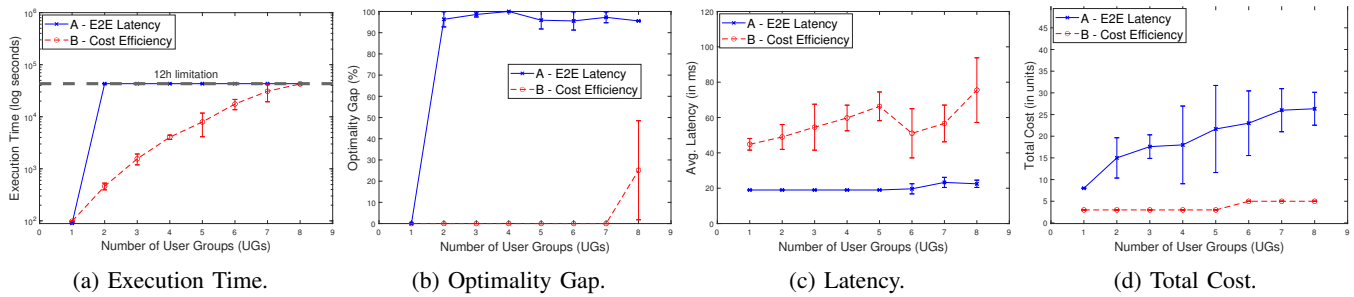 10^6
10^5
10^4
10^3
10^2
0 1 2 3 4 5 6 7 8 9
Execution Time (log seconds)
Number of User Groups (UGs)
A - E2E Latency
B - Cost Efficiency
12h limitation
(a) Execution Time.
100
90
80
70
60
50
40
30
20
10
0
0 1 2 3 4 5 6 7 8 9
Optimality Gap (%)
Number of User Groups (UGs)
A - E2E Latency
B - Cost Efficiency
(b) Optimality Gap.
120
100
80
60
40
20
0
0 1 2 3 4 5 6 7 8 9
Avg. Latency (in ms)
Number of User Groups (UGs)
A - E2E Latency
B - Cost Efficiency
(c) Latency.
45
40
35
30
25
20
15
10
5
0
0 1 2 3 4 5 6 7 8 9
Total Cost (in units)
Number of User Groups (UGs)
A - E2E Latency
B - Cost Efficiency
(d) Total Cost.